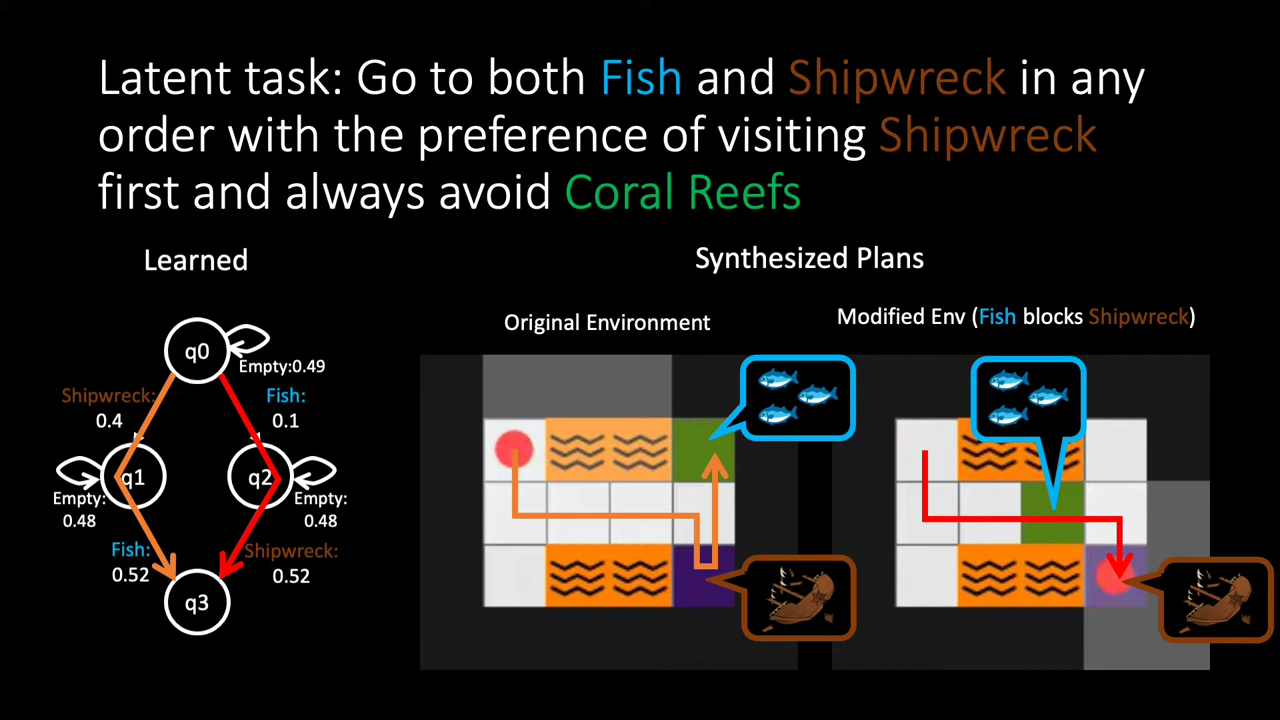 Latent task: Go to both Fish and Shipwreck in any
order with the preference of visiting Shipwreck
first and always avoid Coral Reefs
Learned
Synthesized Plans
Original Environment
Modified Env (Fish blocks Shipwreck)
q0
Empty:0.49
Shipwreck:
0.4
Fish:
0.1
q1
q2
Empty:
0.48
Empty:
0.48
Fish:
0.52
Shipwreck:
0.52
q3